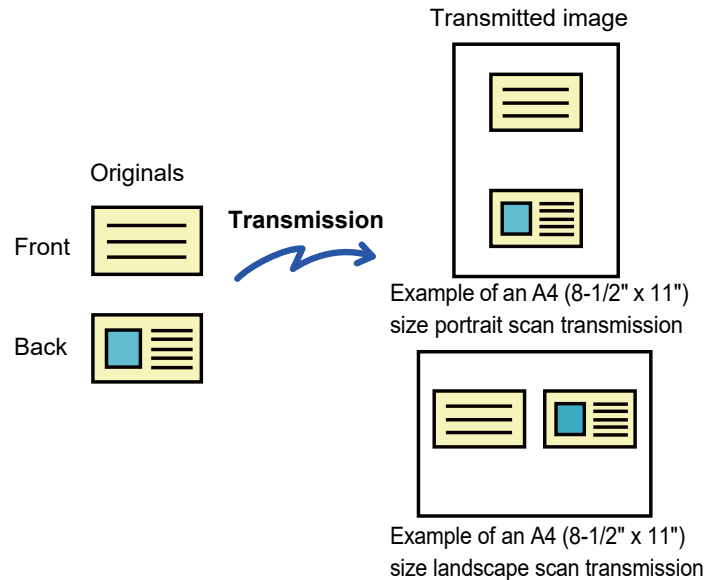 Transmitted image
Originals
Transmission
Front
Back
Example of an A4 (8-1/2" x 11")
size portrait scan transmission
Example of an A4 (8-1/2" x 11")
size landscape scan transmission